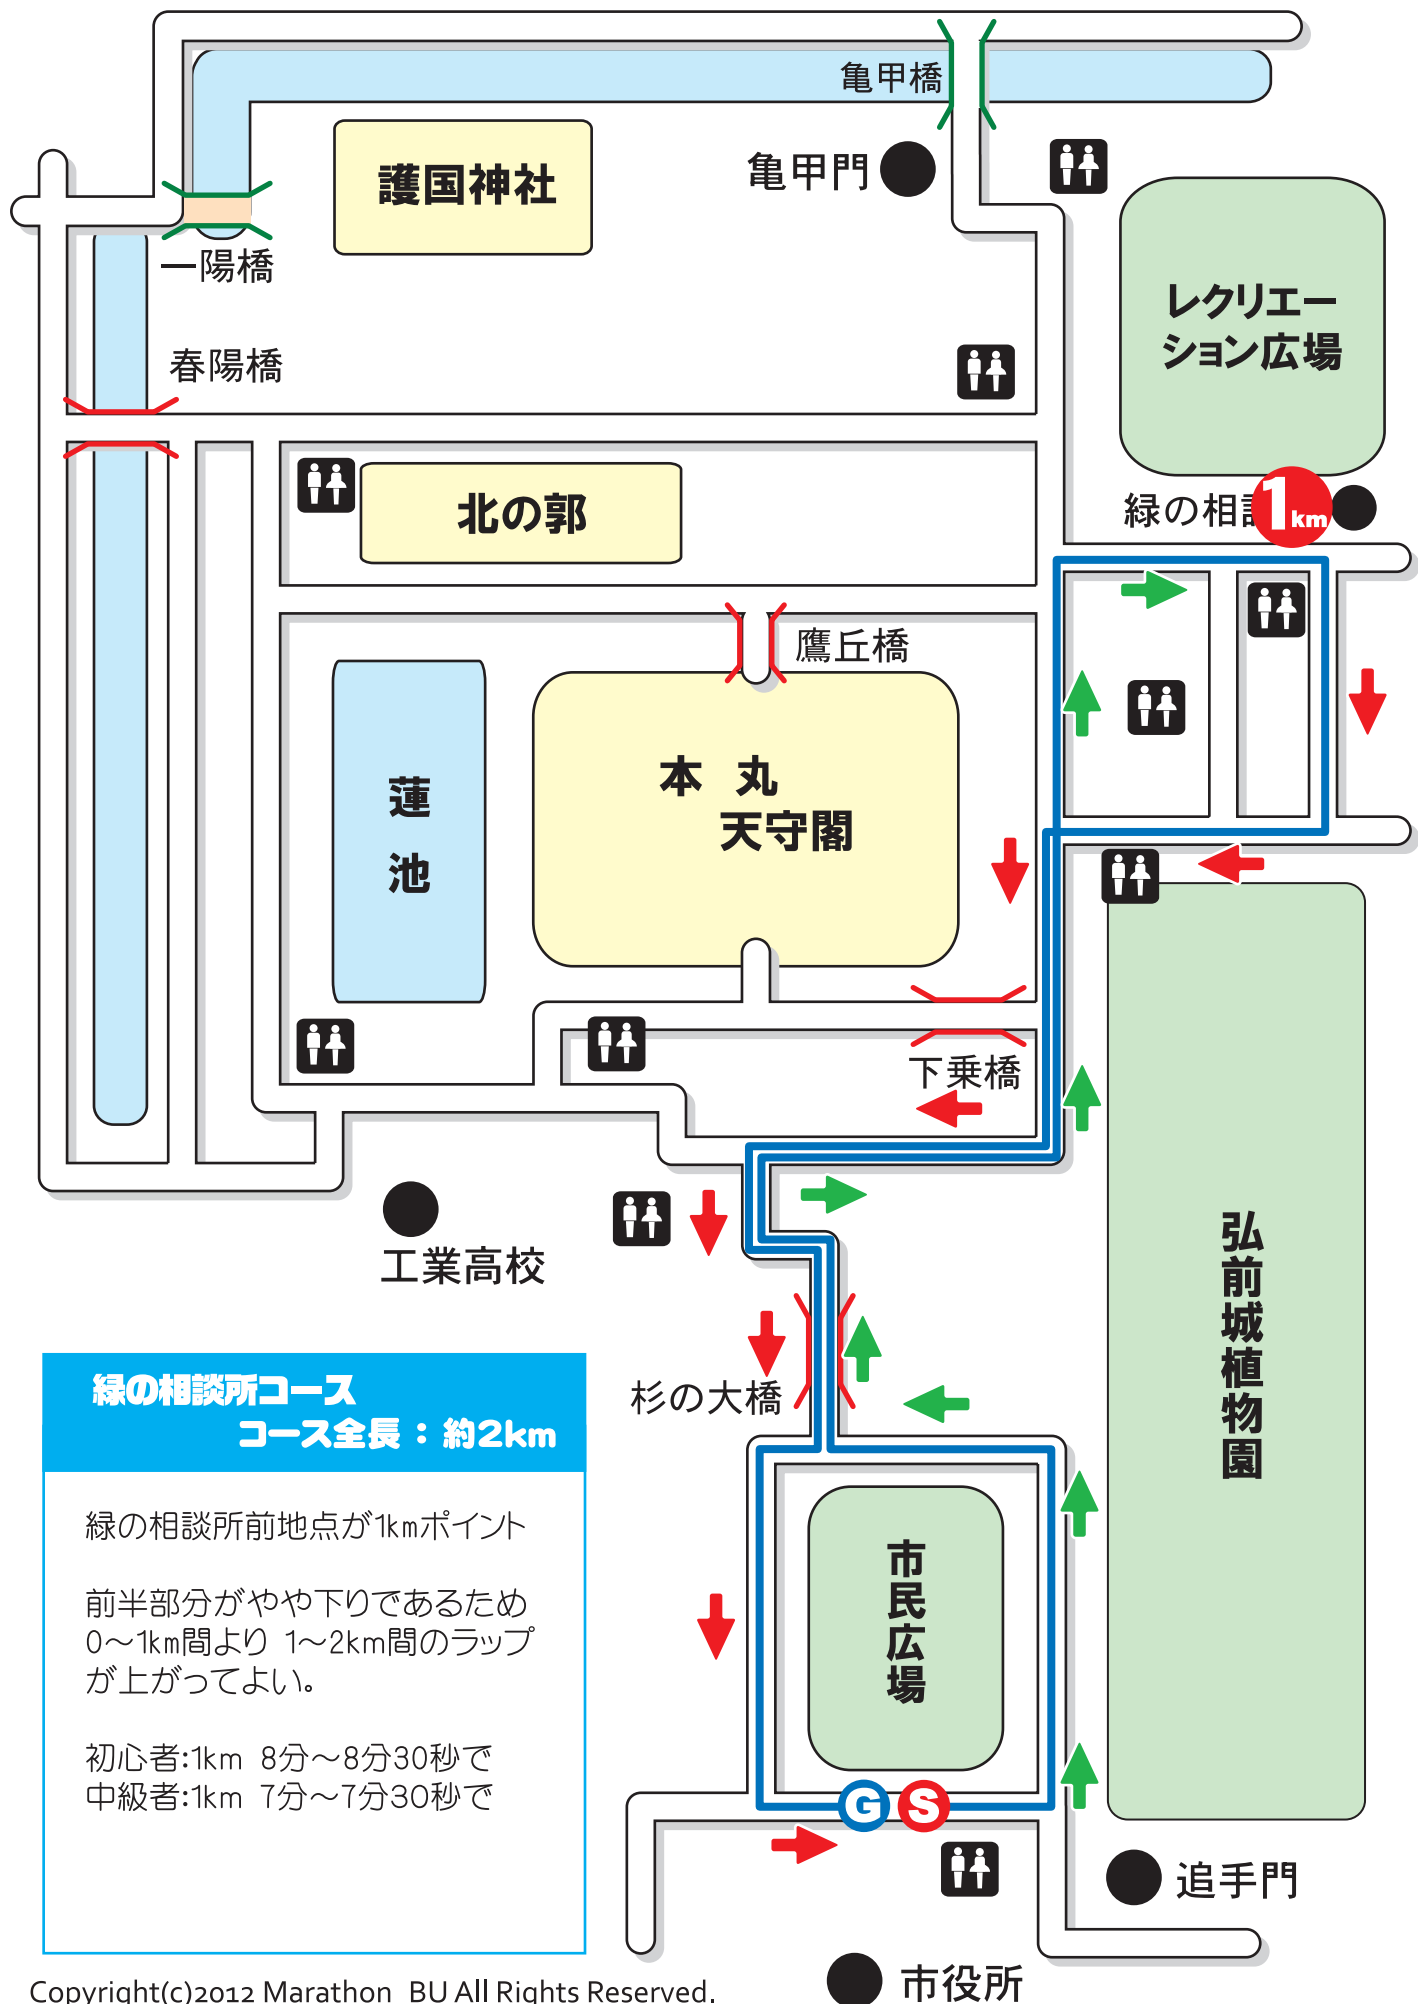 亀甲橋
亀甲門
護国神社
一陽橋
レクリエー
ション広場
春陽橋
北の郭
緑の相談
1km
鷹丘橋
本 丸
天守閣
蓮
池
下乗橋
工業高校
弘前城植物園
杉の大橋
緑の相談所コース
コース全長：約2km
緑の相談所前地点が1kmポイント
前半部分がやや下りであるため
0～1km間より 1～2km間のラップ
が上がってよい。
初心者:1km 8分～8分30秒で
中級者:1km 7分～7分30秒で
市民広場
G
S
追手門
市役所
Copyright(c)2012 Marathon BU All Rights Reserved.